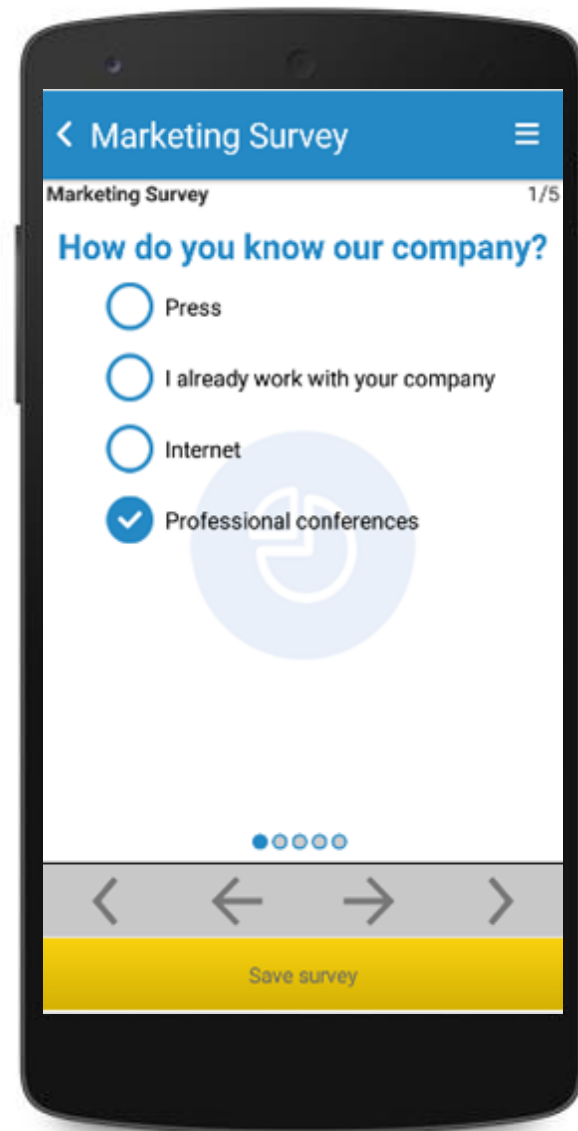 Marketing Survey
Marketing Survey 1/5
How do you know our company?
Press
I already work with your company
Internet
Professional conferences
Save survey